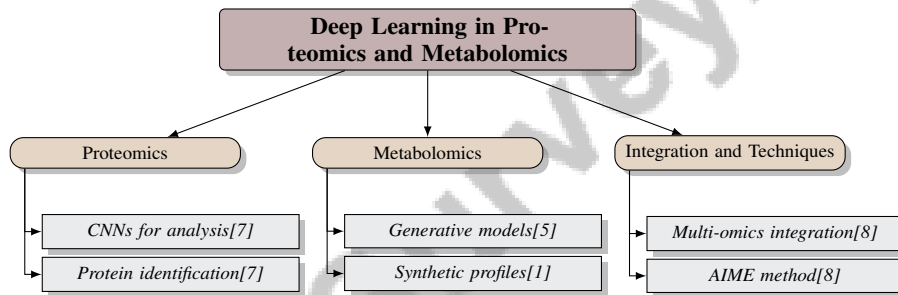 Deep Learning in Pro-
teomics and Metabolomics
Proteomics
Metabolomics
Integration and Techniques
CNNs for analysis[7]
Generative models[5]
Multi-omics integration[8]
Protein identification[7]
Synthetic profiles[1]
AIME method[8]